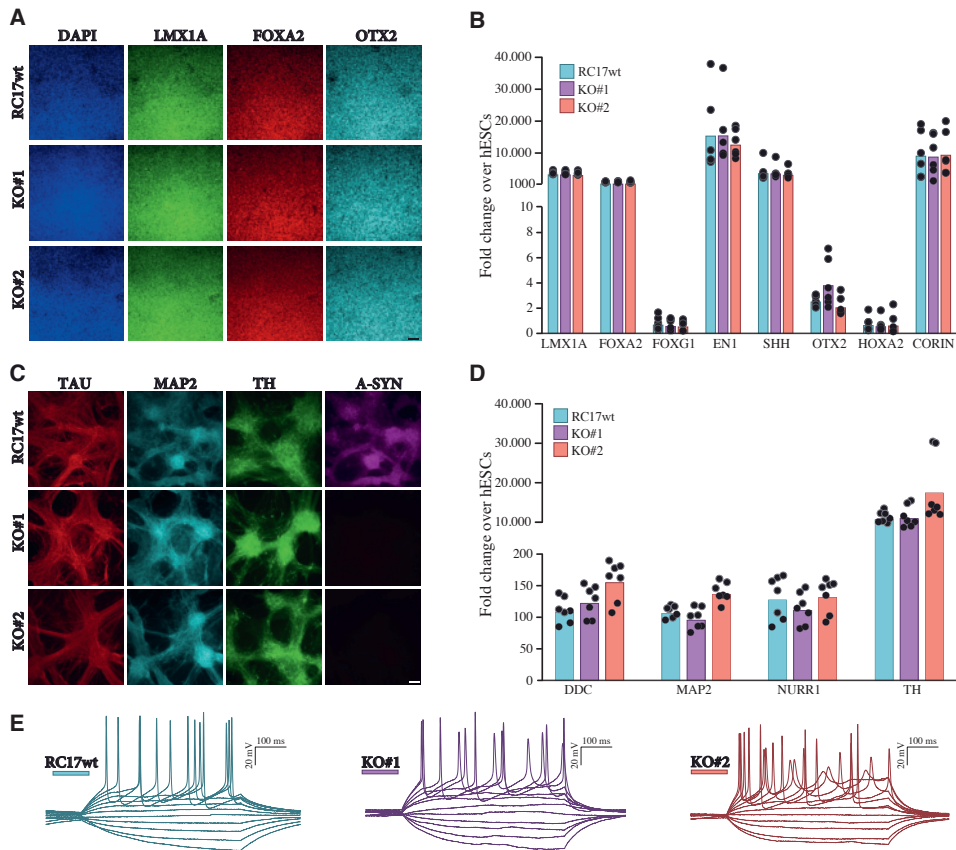 A
DAPI LMX1A FOXA2 OTX2
RC17wt
KO#1
KO#2
B
Fold change over hESCs
40.000
30.000
20.000
10.000
1000
10
8
6
4
2
0
RC17wt
KO#1
KO#2
LMX1A FOXA2 FOXG1 EN1 SHH OTX2 HOXA2 CORIN
C
TAU MAP2 TH A-SYN
RC17wt
KO#1
KO#2
D
Fold change over hESCs
40.000
30.000
20.000
10.000
200
150
100
50
0
RC17wt
KO#1
KO#2
DDC MAP2 NURR1 TH
E
RC17wt
100 ms
20 mV
KO#1
100 ms
20 mV
KO#2
100 ms
20 mV